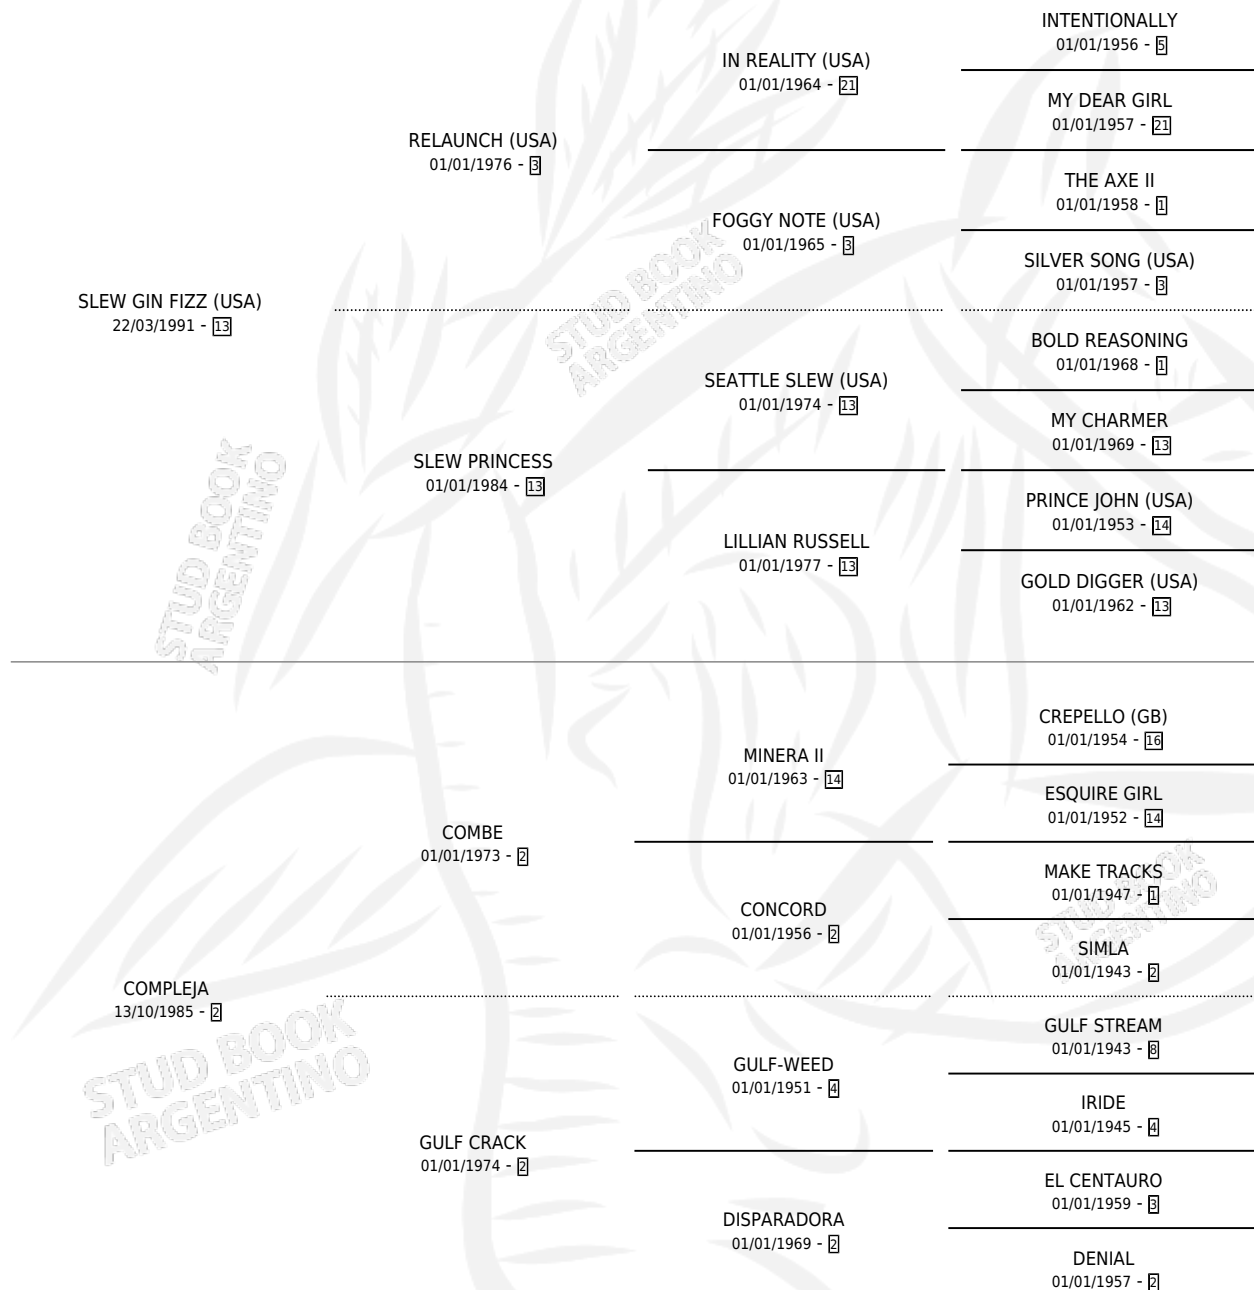 INTENTIONALLY
01/01/1956 - 5
IN REALITY (USA)
01/01/1964 - 21
MY DEAR GIRL
01/01/1957 - 21
RELAUNCH (USA)
01/01/1976 - 3
THE AXE II
01/01/1958 - 1
FOGGY NOTE (USA)
01/01/1965 - 3
SILVER SONG (USA)
01/01/1957 - 3
SLEW GIN FIZZ (USA)
22/03/1991 - 13
STUD BOOK
ARGENTINO
BOLD REASONING
01/01/1968 - 1
SEATTLE SLEW (USA)
01/01/1974 - 13
MY CHARMER
01/01/1969 - 13
SLEW PRINCESS
01/01/1984 - 13
PRINCE JOHN (USA)
01/01/1953 - 14
LILLIAN RUSSELL
01/01/1977 - 13
GOLD DIGGER (USA)
01/01/1962 - 13
STUD BOOK
ARGENTINO
CREPELLO (GB)
01/01/1954 - 16
MINERA II
01/01/1963 - 14
ESQUIRE GIRL
01/01/1952 - 14
COMBE
01/01/1973 - 2
MAKE TRACKS
01/01/1947 - 1
CONCORD
01/01/1956 - 2
STUD BOOK
ARGENTINO
SIMLA
01/01/1943 - 2
COMPLEJA
13/10/1985 - 2
STUD BOOK
ARGENTINO
GULF STREAM
01/01/1943 - 8
GULF-WEED
01/01/1951 - 4
IRIDE
01/01/1945 - 4
GULF CRACK
01/01/1974 - 2
EL CENTAURO
01/01/1959 - 3
DISPARADORA
01/01/1969 - 2
DENIAL
01/01/1957 - 2